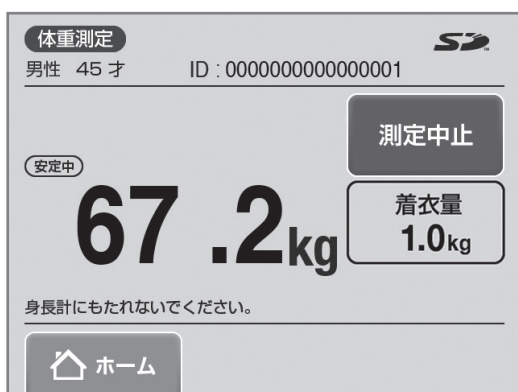 体重測定
SD
男性 45才 ID : 0000000000000001
測定中止
安定中
67.2kg
着衣量
1.0kg
身長計にもたれないでください。
ホーム